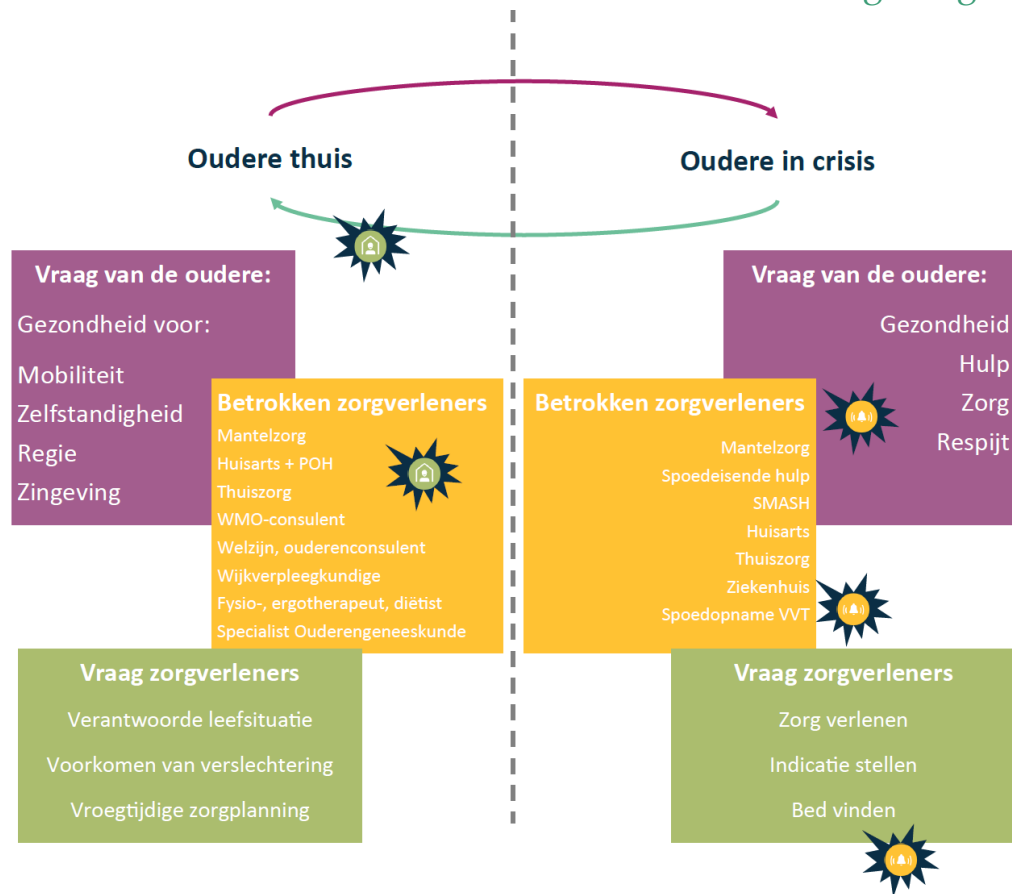 Oudere thuis
Oudere in crisis
Vraag van de oudere:
Gezondheid voor:
Mobiliteit
Zelfstandigheid
Regie
Zingeving
Betrokken zorgverleners
Mantelzorg
Huisarts + POH
Thuiszorg
WMO-consulent
Welzijn, ouderenconsulent
Wijkverpleegkundige
Fysio-, ergotherapeut, diëtist
Specialist Ouderengeneeskunde
Vraag zorgverleners
Verantwoorde leefsituatie
Voorkomen van verslechtering
Vroegtijdige zorgplanning
Vraag van de oudere:
Gezondheid
Hulp
Zorg
Respijt
Betrokken zorgverleners
Mantelzorg
Spoedeisende hulp
SMASH
Huisarts
Thuiszorg
Ziekenhuis
Spoedopname VVT
Vraag zorgverleners
Zorg verlenen
Indicatie stellen
Bed vinden